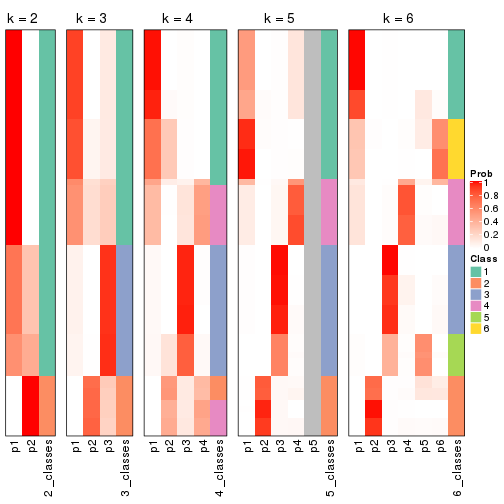 k = 2
k = 3
k = 4
k = 5
k = 6
Prob
1
0.8
0.6
0.4
0.2
0
Class
1
2
3
4
5
6
p1
p2
2_classes
p1
p2
p3
3_classes
p1
p2
p3
p4
4_classes
p1
p2
p3
p4
p5
5_classes
p1
p2
p3
p4
p5
p6
6_classes